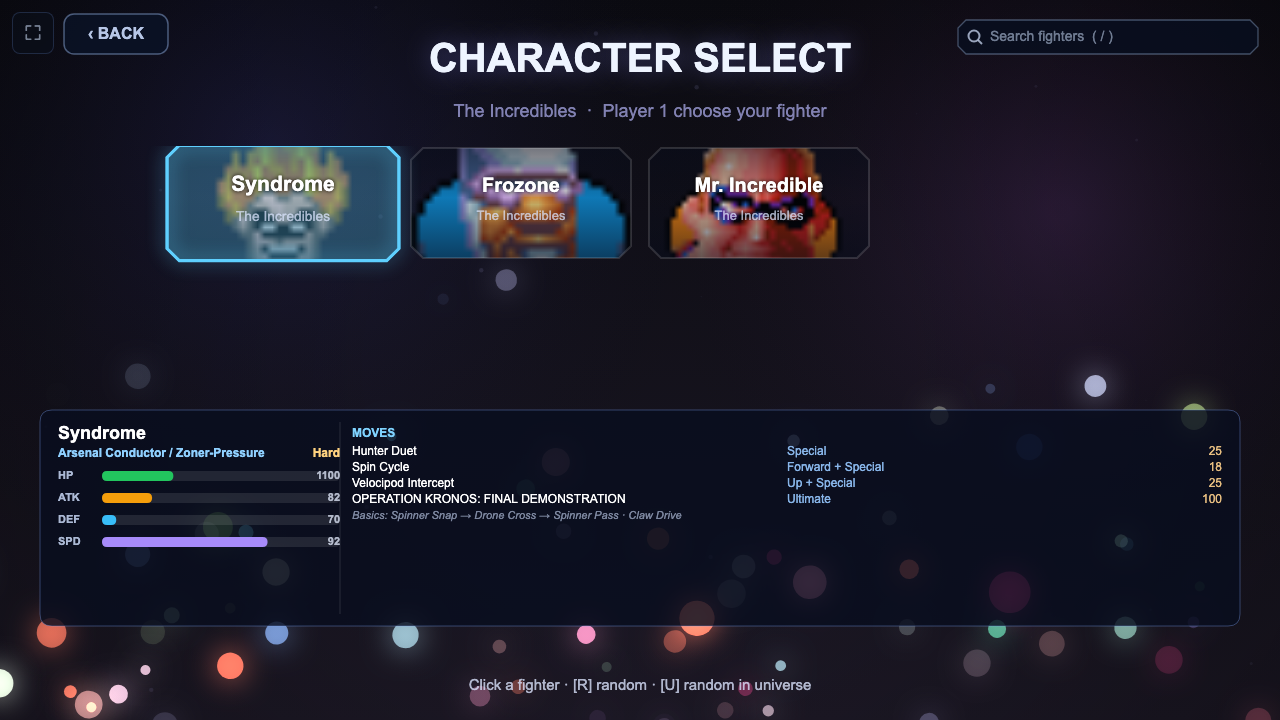 ‹ BACK
Search fighters ( / )
CHARACTER SELECT
The Incredibles · Player 1 choose your fighter
Syndrome
The Incredibles
Frozone
The Incredibles
Mr. Incredible
The Incredibles
Syndrome
Arsenal Conductor / Zoner-Pressure Hard
HP 1100
ATK 82
DEF 70
SPD 92
MOVES
Hunter Duet Special 25
Spin Cycle Forward + Special 18
Velocipod Intercept Up + Special 25
OPERATION KRONOS: FINAL DEMONSTRATION Ultimate 100
Basics: Spinner Snap → Drone Cross → Spinner Pass · Claw Drive
Click a fighter · [R] random · [U] random in universe